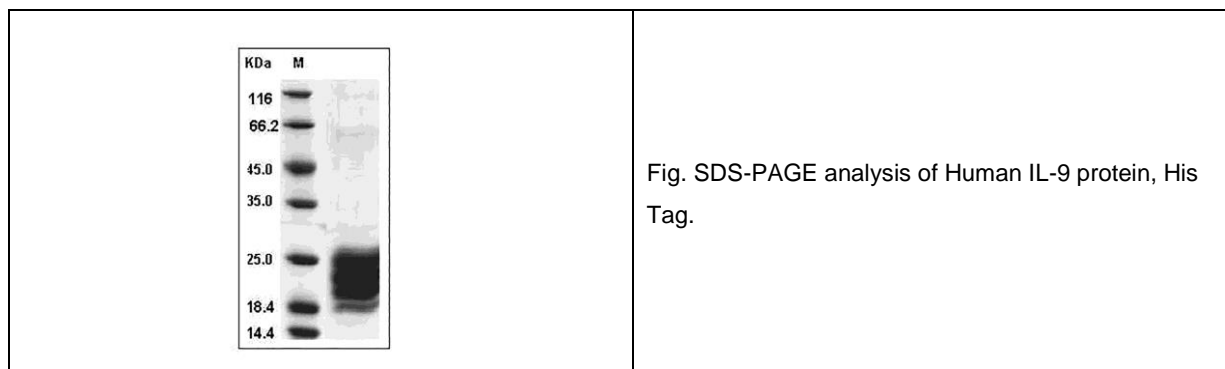 KDa M
116
66.2
45.0
35.0
25.0
18.4
14.4
Fig. SDS-PAGE analysis of Human IL-9 protein, His
Tag.